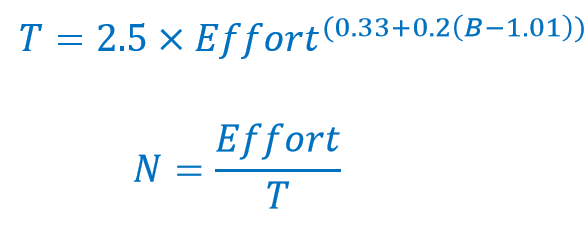 T = 2.5 × Effort^(0.33+0.2(B−1.01))
N = Effort / T